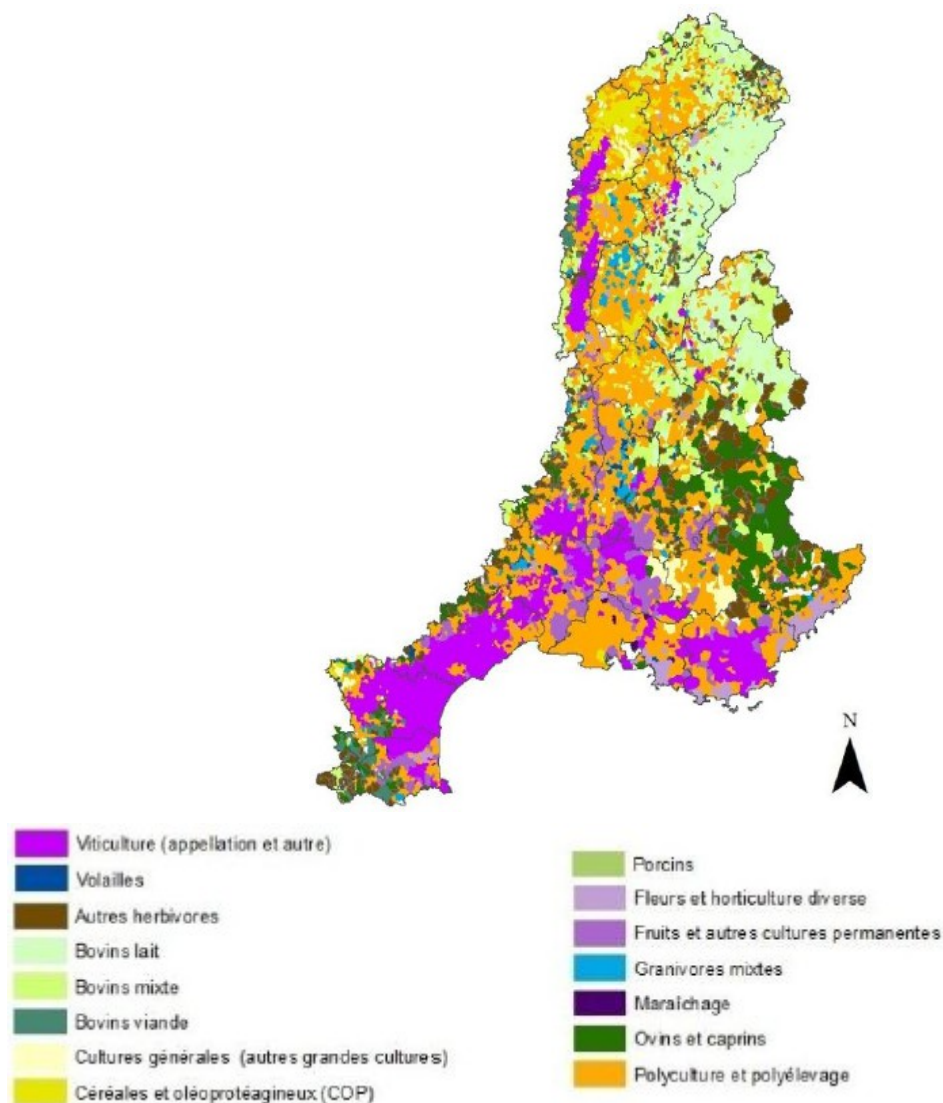 N
Viticulture (appellation et autre)
Volailles
Autres herbivores
Bovins lait
Bovins mixte
Bovins viande
Cultures générales (autres grandes cultures)
Céréales et oléoprotéagineux (COP)
Porcins
Fleurs et horticulture diverse
Fruits et autres cultures permanentes
Granivores mixtes
Maraîchage
Ovins et caprins
Polyculture et polyélevage